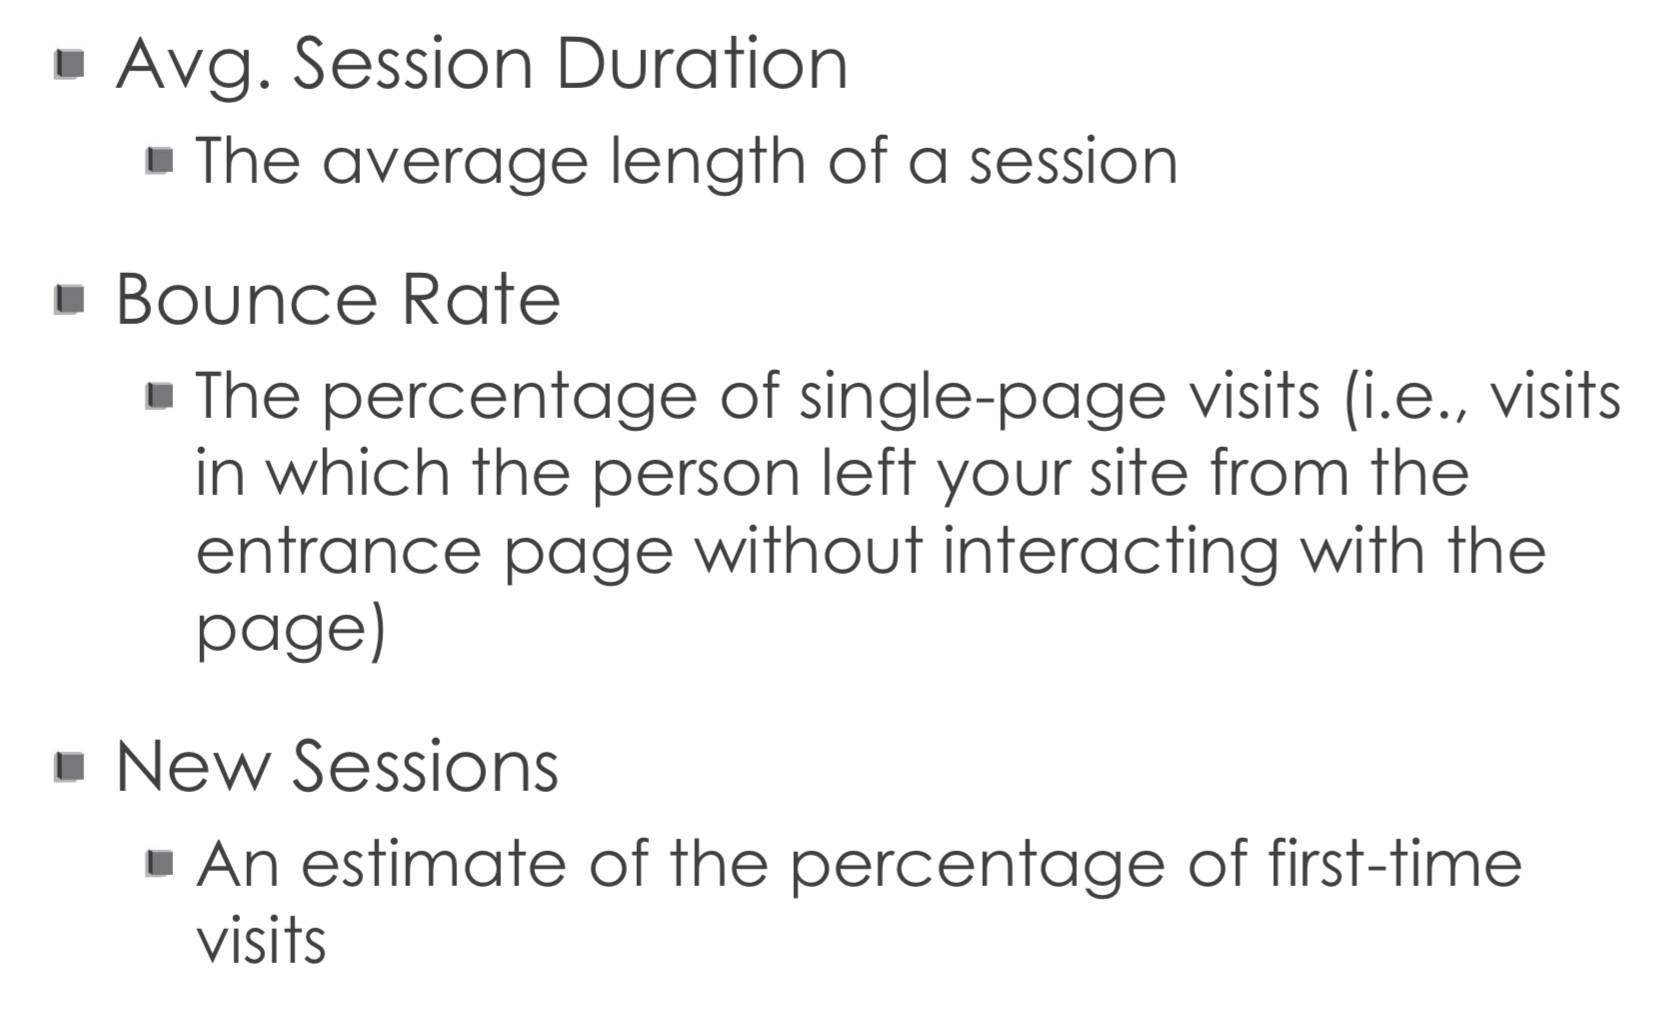 Avg. Session Duration
The average length of a session
Bounce Rate
The percentage of single-page visits (i.e., visits
in which the person left your site from the
entrance page without interacting with the
page)
New Sessions
An estimate of the percentage of first-time
visits